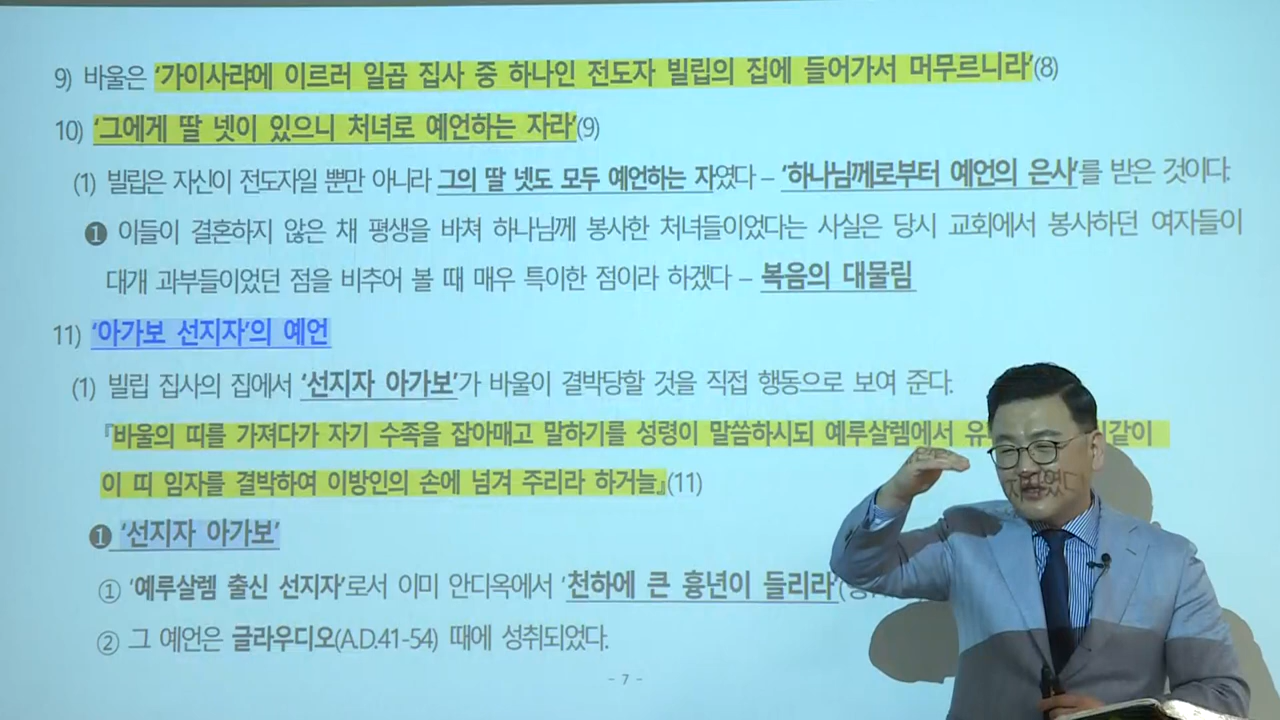 9) 바울은 '가이사랴에 이르러 일곱 집사 중 하나인 전도자 빌립의 집에 들어가서 머무르니라'(8)
10) '그에게 딸 넷이 있으니 처녀로 예언하는 자라'(9)
(1) 빌립은 자신이 전도자일 뿐만 아니라 그의 딸 넷도 모두 예언하는 자였다 – '하나님께로부터 예언의 은사'를 받은 것이다.
❶ 이들이 결혼하지 않은 채 평생을 바쳐 하나님께 봉사한 처녀들이었다는 사실은 당시 교회에서 봉사하던 여자들이
대개 과부들이었던 점을 비추어 볼 때 매우 특이한 점이라 하겠다 – 복음의 대물림
11) '아가보 선지자'의 예언
(1) 빌립 집사의 집에서 '선지자 아가보'가 바울이 결박당할 것을 직접 행동으로 보여 준다.
『바울의 띠를 가져다가 자기 수족을 잡아매고 말하기를 성령이 말씀하시되 예루살렘에서 유 이같이
이 띠 임자를 결박하여 이방인의 손에 넘겨 주리라 하거늘』(11)
❶ '선지자 아가보'
① '예루살렘 출신 선지자'로서 이미 안디옥에서 '천하에 큰 흉년이 들리라'(
② 그 예언은 글라우디오(A.D.41-54) 때에 성취되었다.
- 7 -